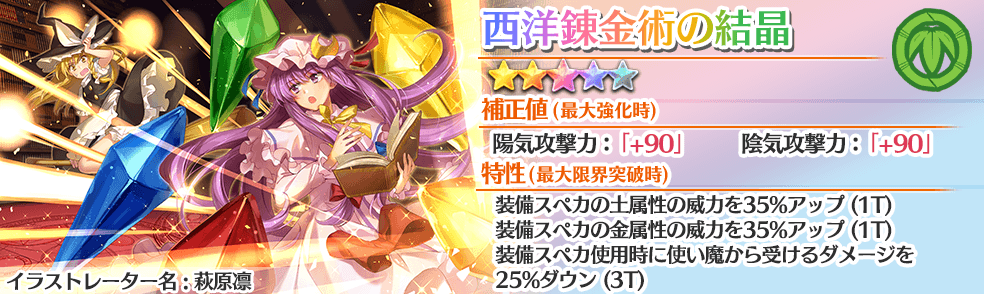 西洋錬金術の結晶
補正値 (最大強化時)
陽気攻撃力：「+90」 陰気攻撃力：「+90」
特性 (最大限界突破時)
装備スペカの土属性の威力を35%アップ (1T)
装備スペカの金属性の威力を35%アップ (1T)
装備スペカ使用時に使い魔から受けるダメージを
25%ダウン (3T)
イラストレーター名：萩原凛